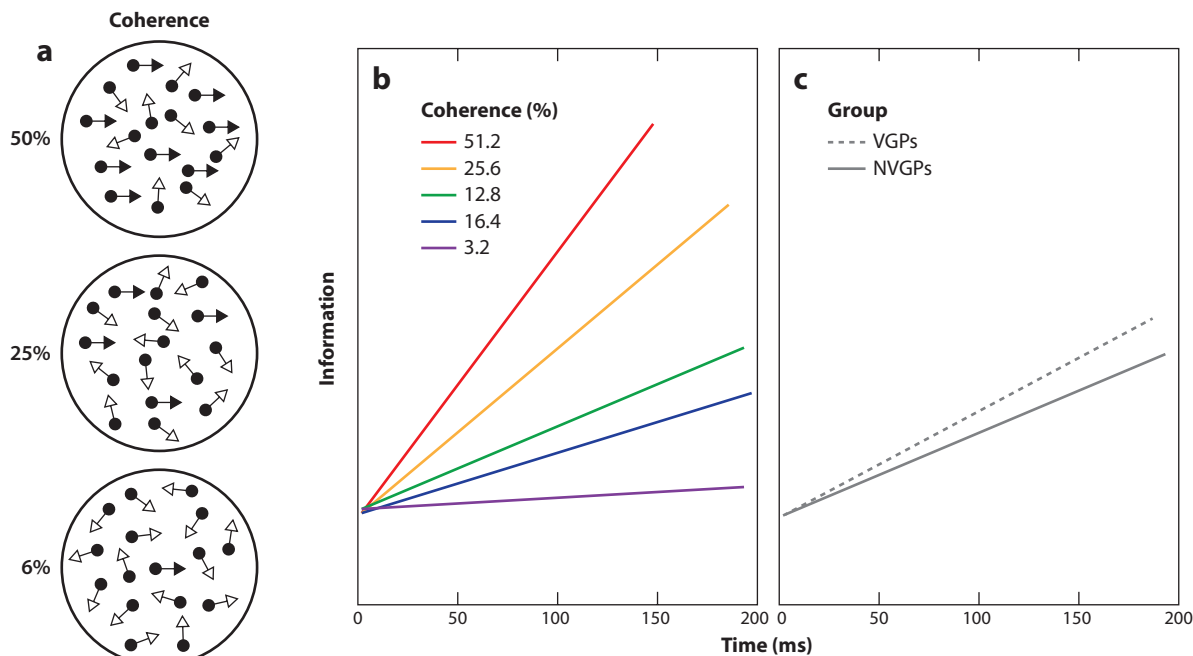 Coherence
a
50%
25%
6%
b
Coherence (%)
51.2
25.6
12.8
16.4
3.2
Information
0 50 100 150 200
c
Group
VGPs
NVGPs
0 50 100 150 200
Time (ms)